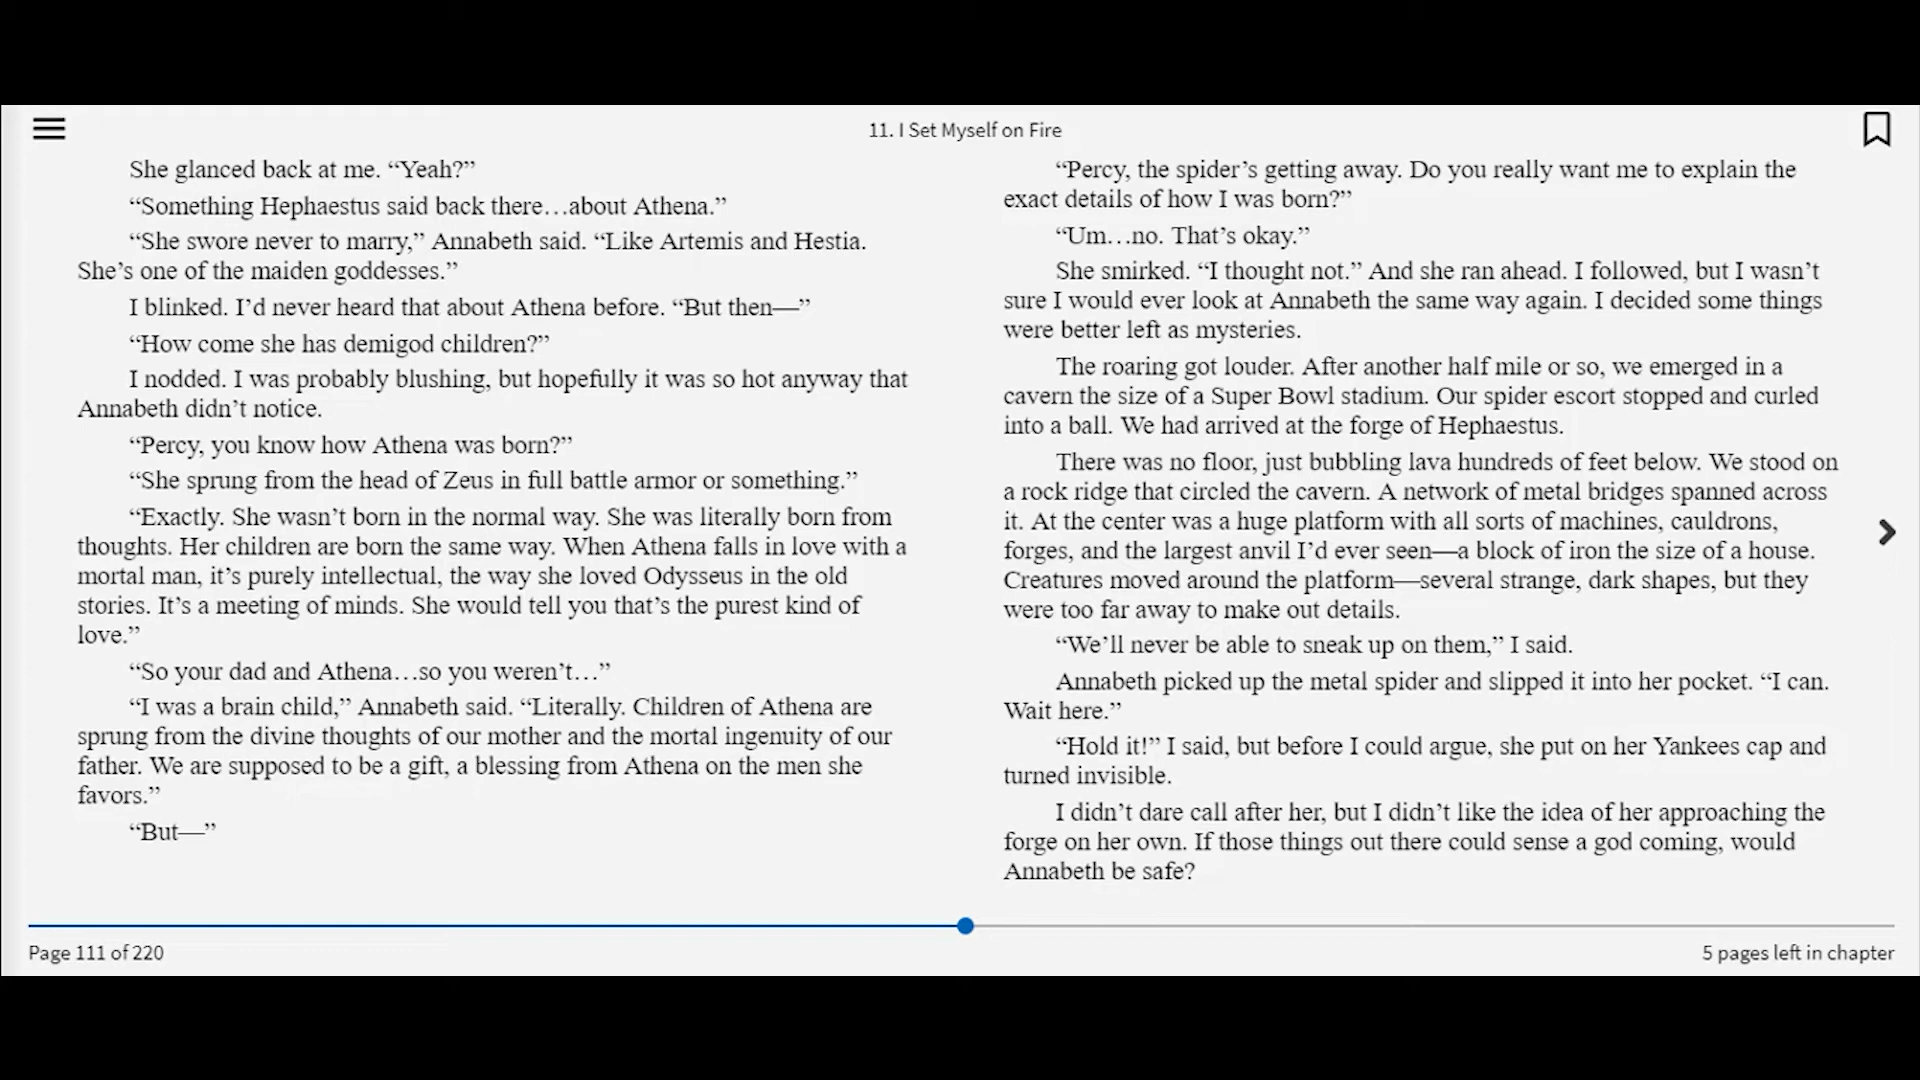 11. I Set Myself on Fire
She glanced back at me. “Yeah?”
“Something Hephaestus said back there…about Athena.”
“She swore never to marry,” Annabeth said. “Like Artemis and Hestia.
She’s one of the maiden goddesses.”
I blinked. I’d never heard that about Athena before. “But then—”
“How come she has demigod children?”
I nodded. I was probably blushing, but hopefully it was so hot anyway that
Annabeth didn’t notice.
“Percy, you know how Athena was born?”
“She sprung from the head of Zeus in full battle armor or something.”
“Exactly. She wasn’t born in the normal way. She was literally born from
thoughts. Her children are born the same way. When Athena falls in love with a
mortal man, it’s purely intellectual, the way she loved Odysseus in the old
stories. It’s a meeting of minds. She would tell you that’s the purest kind of
love.”
“So your dad and Athena…so you weren’t…”
“I was a brain child,” Annabeth said. “Literally. Children of Athena are
sprung from the divine thoughts of our mother and the mortal ingenuity of our
father. We are supposed to be a gift, a blessing from Athena on the men she
favors.”
“But—”
“Percy, the spider’s getting away. Do you really want me to explain the
exact details of how I was born?”
“Um…no. That’s okay.”
She smirked. “I thought not.” And she ran ahead. I followed, but I wasn’t
sure I would ever look at Annabeth the same way again. I decided some things
were better left as mysteries.
The roaring got louder. After another half mile or so, we emerged in a
cavern the size of a Super Bowl stadium. Our spider escort stopped and curled
into a ball. We had arrived at the forge of Hephaestus.
There was no floor, just bubbling lava hundreds of feet below. We stood on
a rock ridge that circled the cavern. A network of metal bridges spanned across
it. At the center was a huge platform with all sorts of machines, cauldrons,
forges, and the largest anvil I’d ever seen—a block of iron the size of a house.
Creatures moved around the platform—several strange, dark shapes, but they
were too far away to make out details.
“We’ll never be able to sneak up on them,” I said.
Annabeth picked up the metal spider and slipped it into her pocket. “I can.
Wait here.”
“Hold it!” I said, but before I could argue, she put on her Yankees cap and
turned invisible.
I didn’t dare call after her, but I didn’t like the idea of her approaching the
forge on her own. If those things out there could sense a god coming, would
Annabeth be safe?
Page 111 of 220
5 pages left in chapter